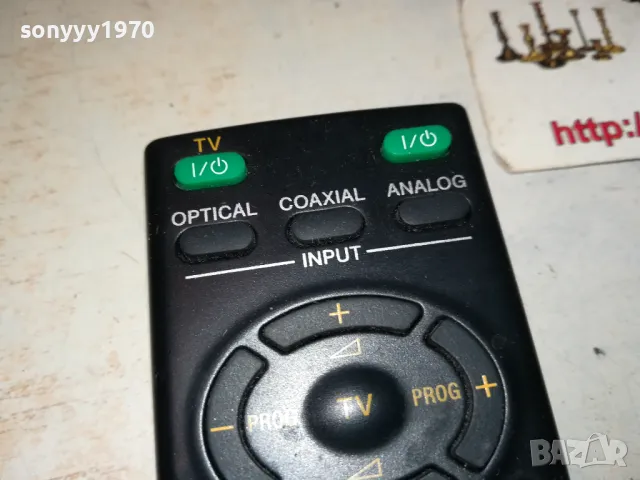 sonyyy1970
TV
I/⏻ I/⏻
OPTICAL COAXIAL ANALOG
INPUT
+
- PROG TV PROG +
http:/
BAZAR